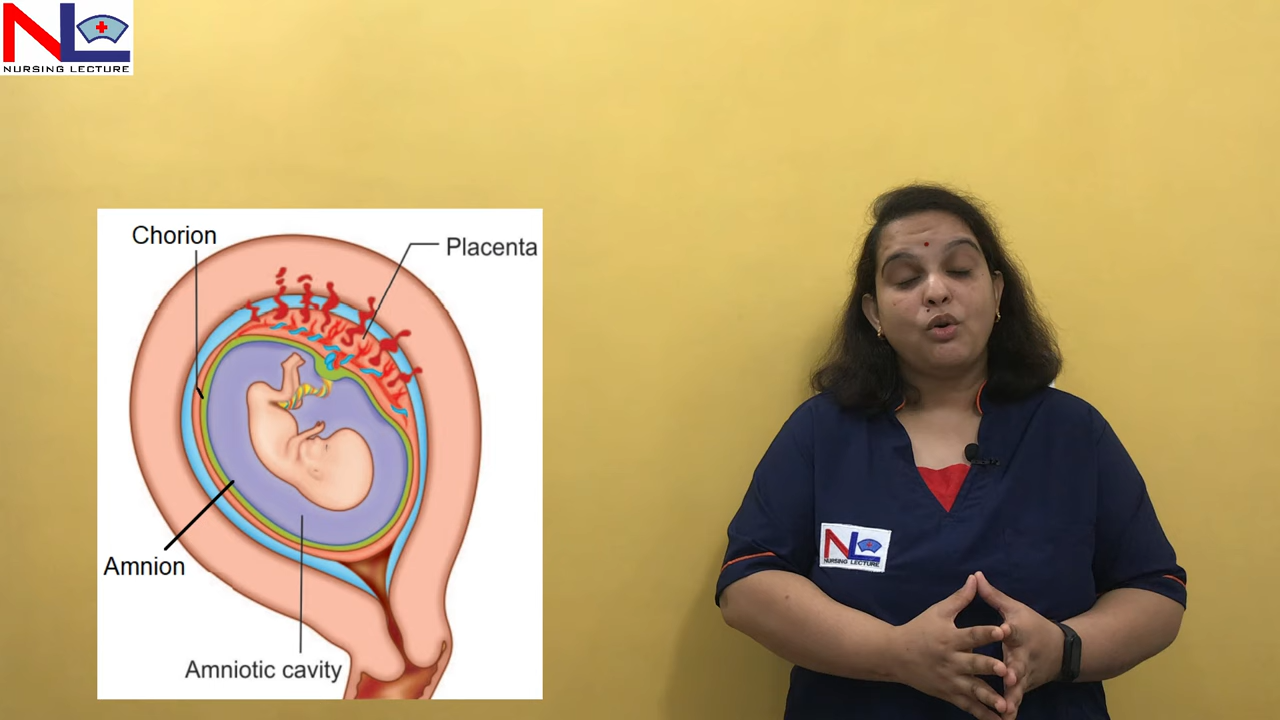 NL
NURSING LECTURE
Chorion
Placenta
Amnion
Amniotic cavity
NL
NURSING LECTURE